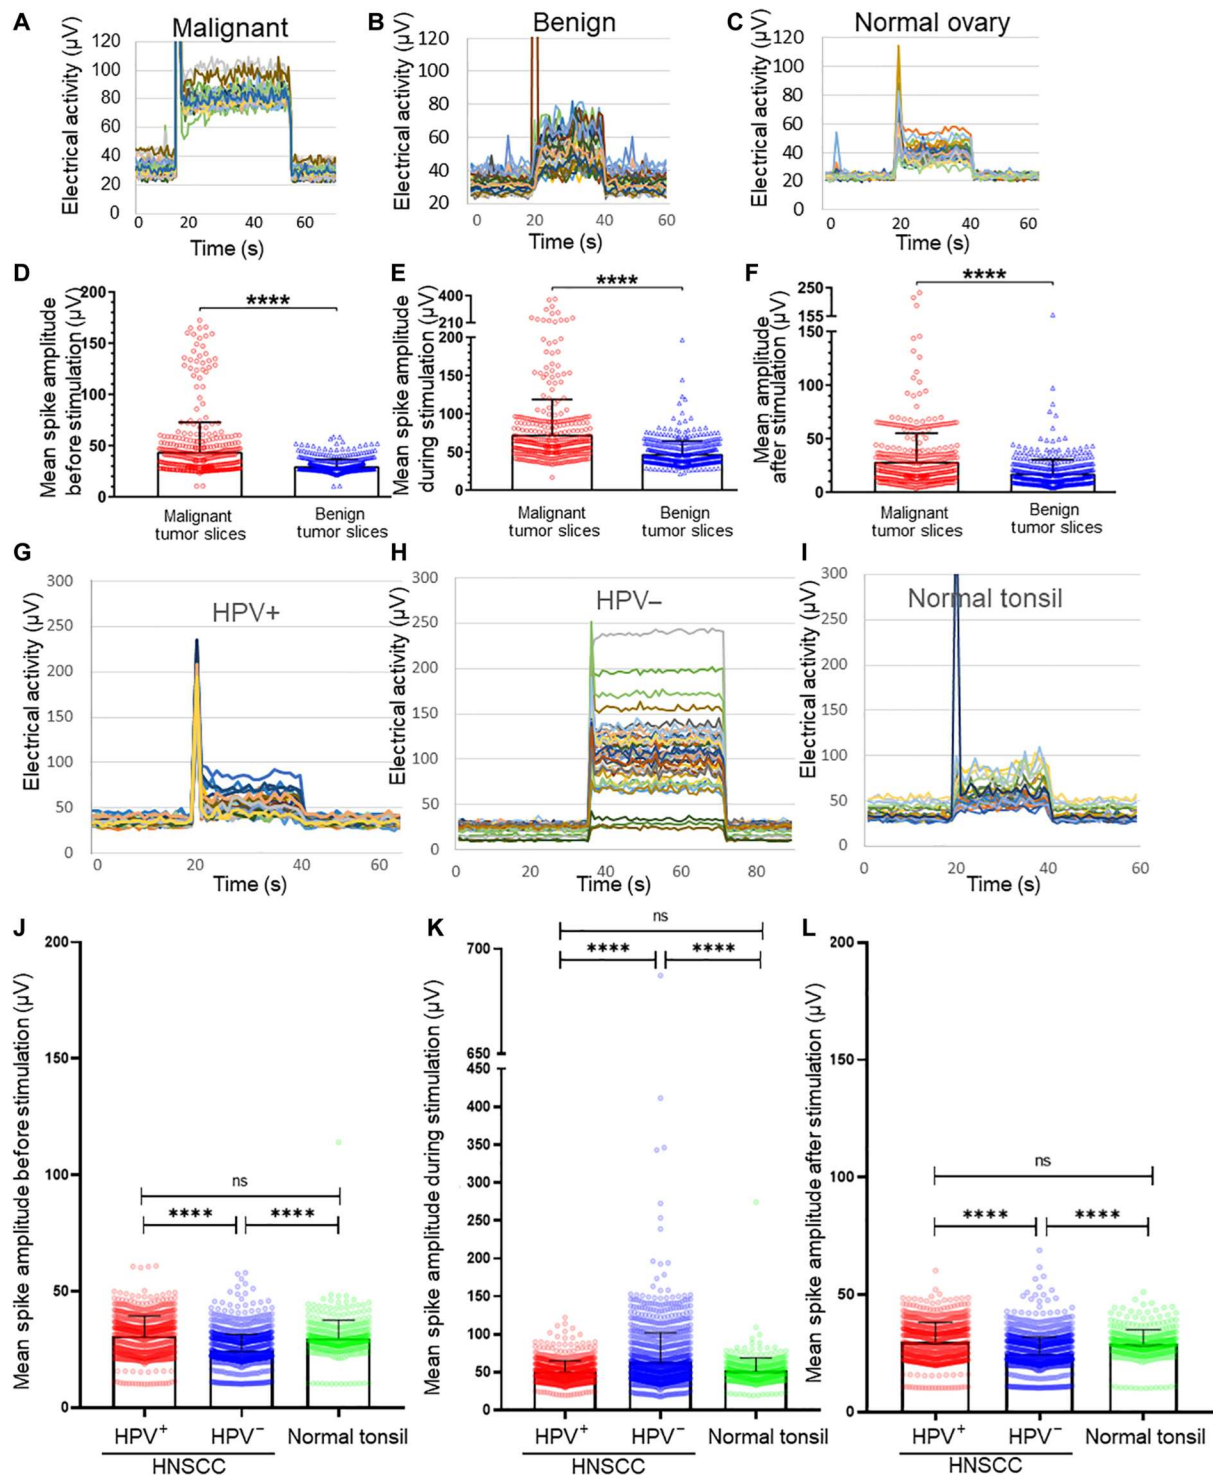 A
Malignant
Electrical activity (µV)
120
100
80
60
40
20
0
0 20 40 60
Time (s)
B
Benign
Electrical activity (µV)
120
100
80
60
40
20
0 20 40 60
Time (s)
C
Normal ovary
Electrical activity (µV)
120
100
80
60
40
20
0
0 20 40 60
Time (s)
D
Mean spike amplitude
before stimulation (µV)
200
150
100
50
0
****
Malignant
tumor slices
Benign
tumor slices
E
Mean spike amplitude
during stimulation (µV)
400
210
200
150
100
50
0
****
Malignant
tumor slices
Benign
tumor slices
F
Mean amplitude
after stimulation (µV)
250
155
150
100
50
0
****
Malignant
tumor slices
Benign
tumor slices
G
HPV+
Electrical activity (µV)
300
250
200
150
100
50
0
0 20 40 60
Time (s)
H
HPV–
Electrical activity (µV)
300
250
200
150
100
50
0
0 20 40 60 80
Time (s)
I
Normal tonsil
Electrical activity (µV)
300
250
200
150
100
50
0
0 20 40 60
Time (s)
J
Mean spike amplitude before stimulation (µV)
200
150
100
50
0
ns
**** ****
HPV⁺ HPV⁻ Normal tonsil
HNSCC
K
Mean spike amplitude during stimulation (µV)
700
650
450
400
350
300
250
200
150
100
50
0
ns
**** ****
HPV⁺ HPV⁻ Normal tonsil
HNSCC
L
Mean spike amplitude after stimulation (µV)
200
150
100
50
0
ns
**** ****
HPV⁺ HPV⁻ Normal tonsil
HNSCC